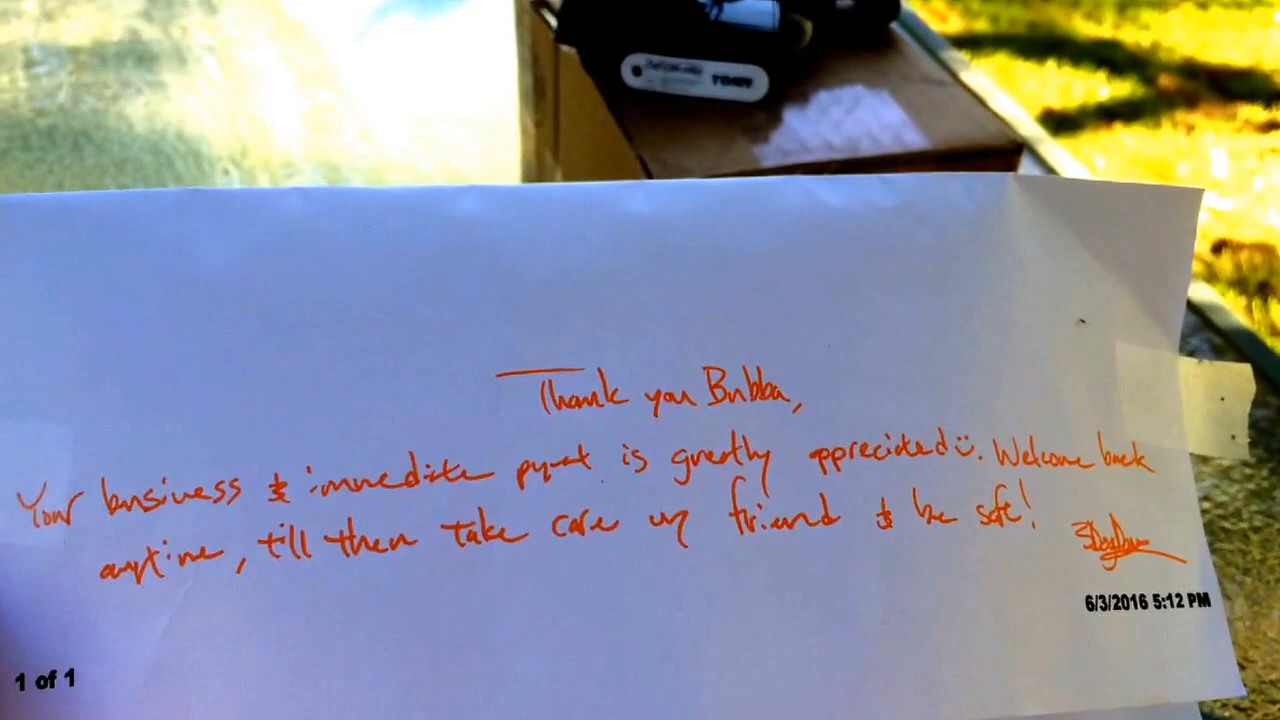 TOMY
Thank you Bubba,
Your business & immediate pymt is greatly appreciated :). Welcome back
anytime, till then take care my friend & be safe!
6/3/2016 5:12 PM
1 of 1